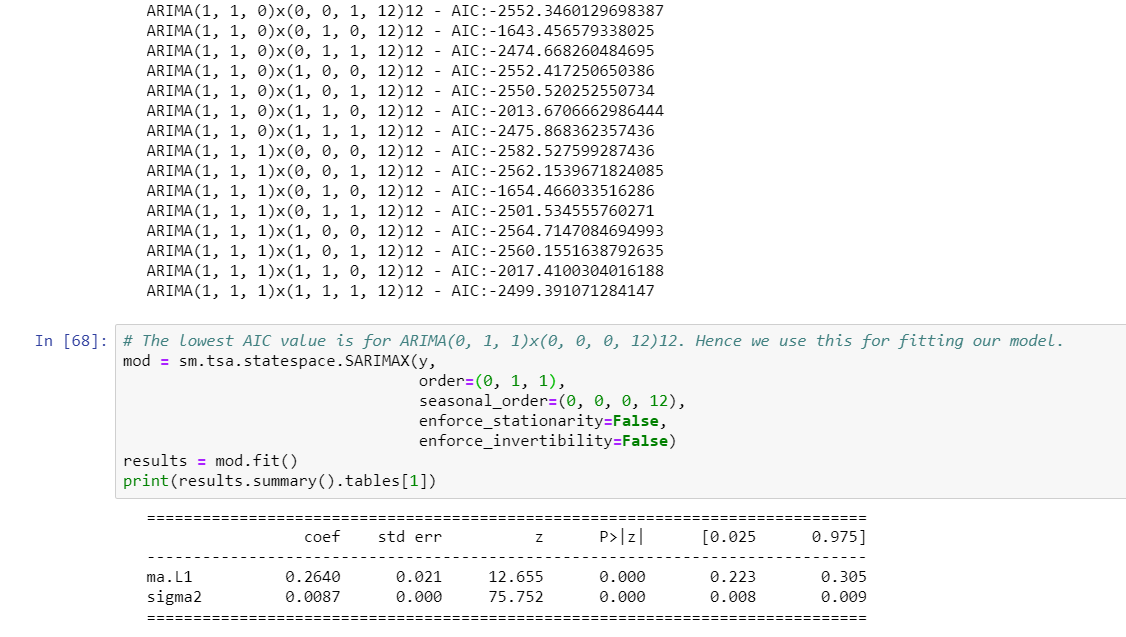 ARIMA(1, 1, 0)x(0, 0, 1, 12)12 - AIC:-2552.3460129698387
ARIMA(1, 1, 0)x(0, 1, 0, 12)12 - AIC:-1643.456579338025
ARIMA(1, 1, 0)x(0, 1, 1, 12)12 - AIC:-2474.668260484695
ARIMA(1, 1, 0)x(1, 0, 0, 12)12 - AIC:-2552.417250650386
ARIMA(1, 1, 0)x(1, 0, 1, 12)12 - AIC:-2550.520252550734
ARIMA(1, 1, 0)x(1, 1, 0, 12)12 - AIC:-2013.6706662986444
ARIMA(1, 1, 0)x(1, 1, 1, 12)12 - AIC:-2475.868362357436
ARIMA(1, 1, 1)x(0, 0, 0, 12)12 - AIC:-2582.527599287436
ARIMA(1, 1, 1)x(0, 0, 1, 12)12 - AIC:-2562.1539671824085
ARIMA(1, 1, 1)x(0, 1, 0, 12)12 - AIC:-1654.466033516286
ARIMA(1, 1, 1)x(0, 1, 1, 12)12 - AIC:-2501.534555760271
ARIMA(1, 1, 1)x(1, 0, 0, 12)12 - AIC:-2564.7147084694993
ARIMA(1, 1, 1)x(1, 0, 1, 12)12 - AIC:-2560.1551638792635
ARIMA(1, 1, 1)x(1, 1, 0, 12)12 - AIC:-2017.4100304016188
ARIMA(1, 1, 1)x(1, 1, 1, 12)12 - AIC:-2499.391071284147
In [68]: # The lowest AIC value is for ARIMA(0, 1, 1)x(0, 0, 0, 12)12. Hence we use this for fitting our model.
mod = sm.tsa.statespace.SARIMAX(y,
order=(0, 1, 1),
seasonal_order=(0, 0, 0, 12),
enforce_stationarity=False,
enforce_invertibility=False)
results = mod.fit()
print(results.summary().tables[1])
==============================================================================
coef std err z P>|z| [0.025 0.975]
------------------------------------------------------------------------------
ma.L1 0.2640 0.021 12.655 0.000 0.223 0.305
sigma2 0.0087 0.000 75.752 0.000 0.008 0.009
==============================================================================